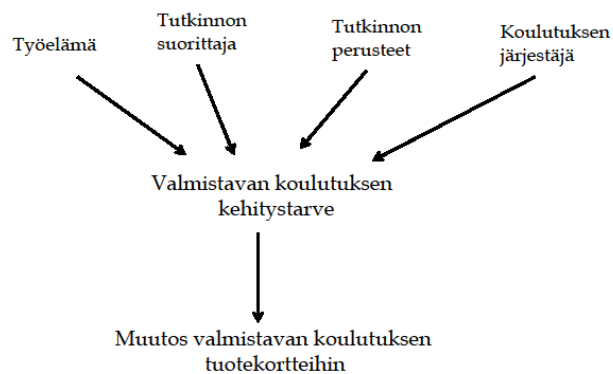 Työelämä
Tutkinnon
suorittaja
Tutkinnon
perusteet
Koulutuksen
järjestäjä
Valmistavan koulutuksen
kehitystarve
Muutos valmistavan koulutuksen
tuotekortteihin